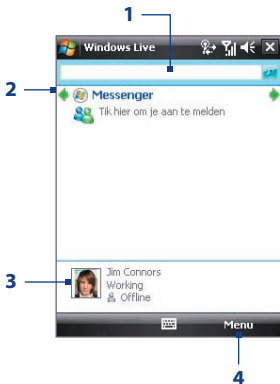 1
Windows Live
2
Messenger
Tik hier om je aan te melden
3
Jim Connors
Working
Offline
Menu
4